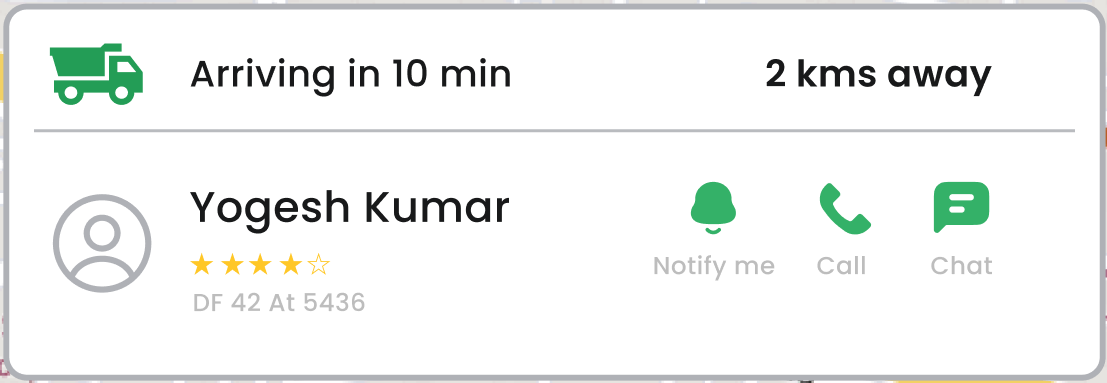 Arriving in 10 min
2 kms away
Yogesh Kumar
DF 42 At 5436
Notify me
Call
Chat